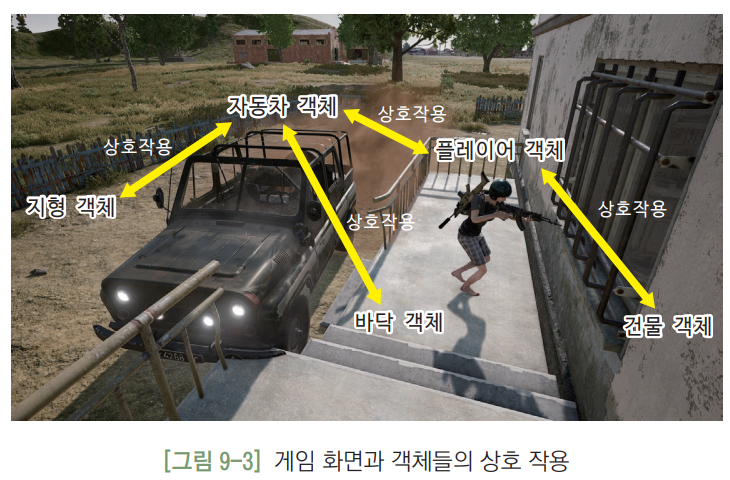 자동차 객체
상호작용
상호작용
플레이어 객체
지형 객체
상호작용
상호작용
바닥 객체
건물 객체
[그림 9-3] 게임 화면과 객체들의 상호 작용